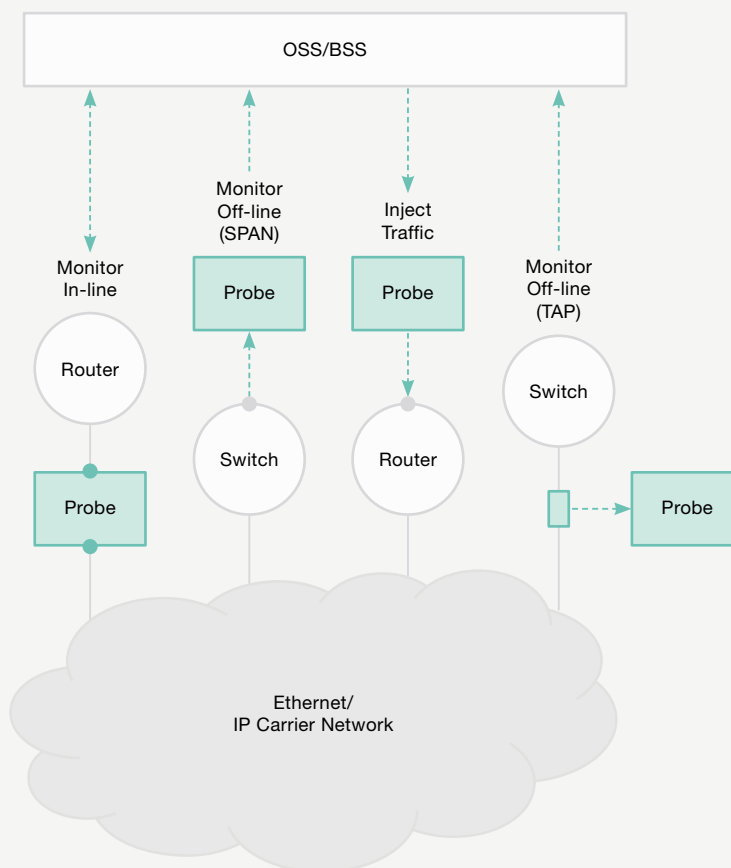 OSS/BSS
Monitor
In-line
Router
Probe
Monitor
Off-line
(SPAN)
Probe
Switch
Inject
Traffic
Probe
Router
Monitor
Off-line
(TAP)
Switch
Probe
Ethernet/
IP Carrier Network